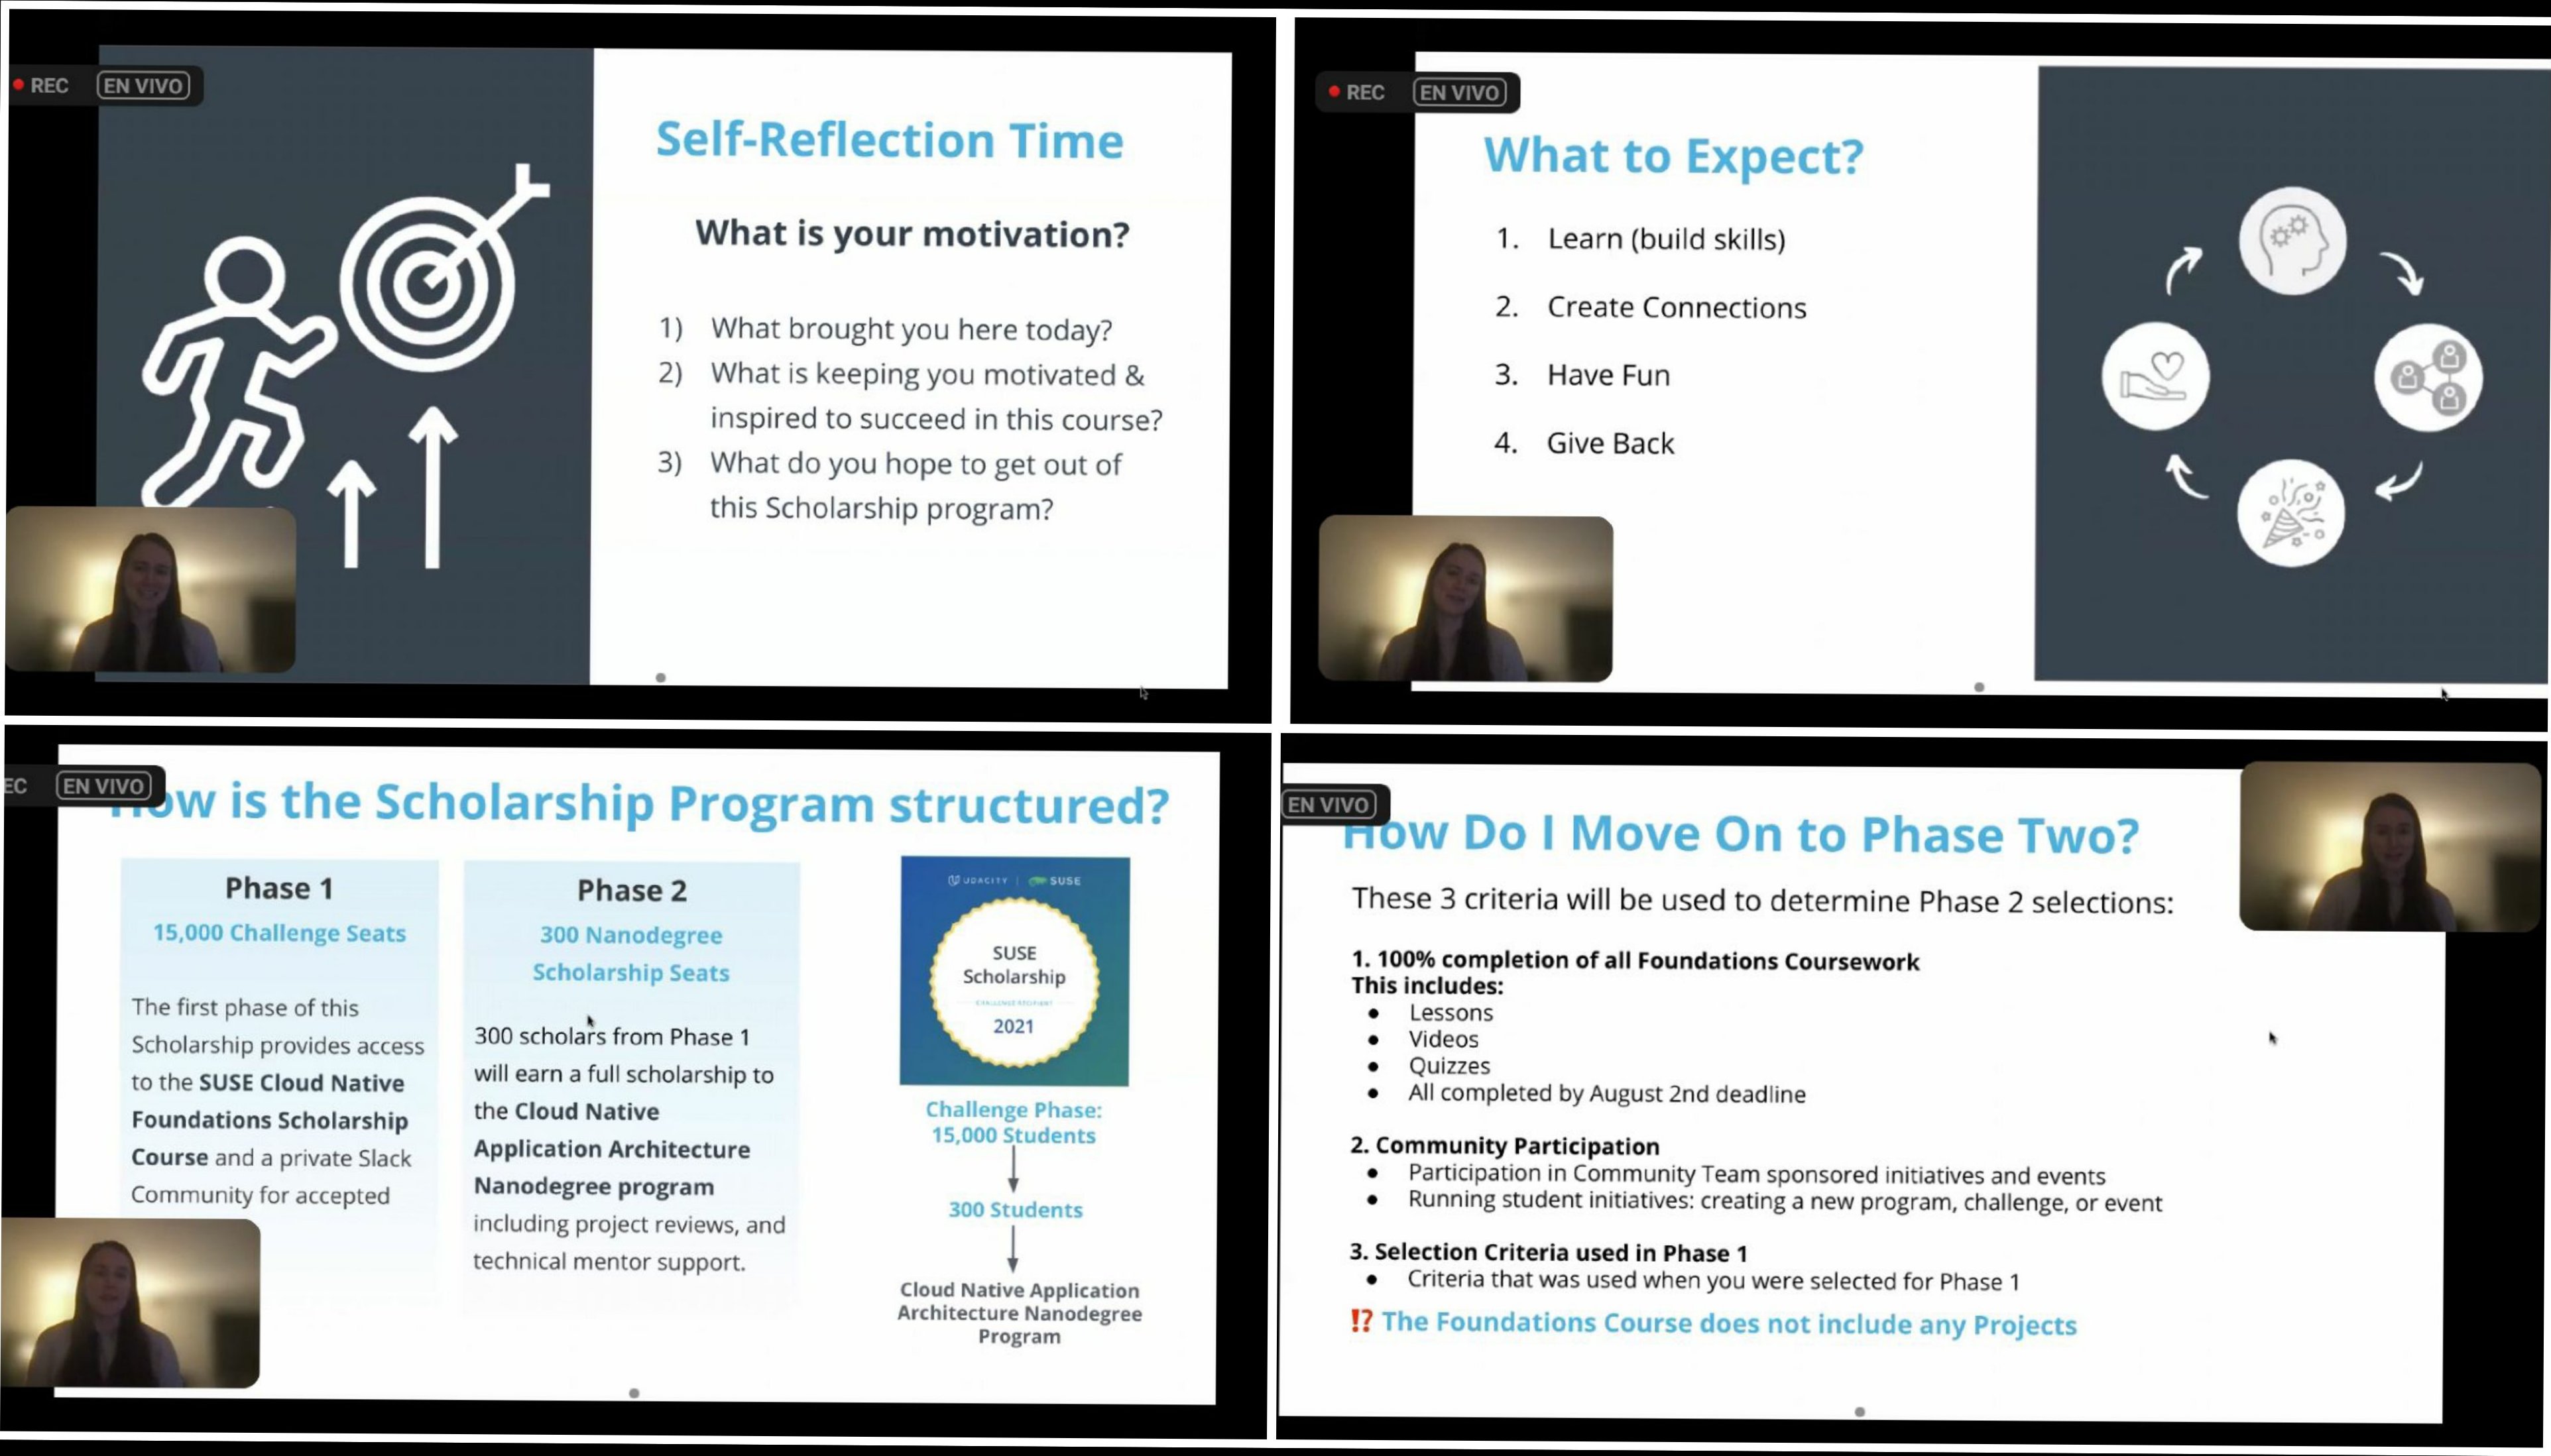 REC EN VIVO
Self-Reflection Time
What is your motivation?
1) What brought you here today?
2) What is keeping you motivated &
inspired to succeed in this course?
3) What do you hope to get out of
this Scholarship program?
REC EN VIVO
What to Expect?
1. Learn (build skills)
2. Create Connections
3. Have Fun
4. Give Back
EC EN VIVO
How is the Scholarship Program structured?
Phase 1
15,000 Challenge Seats
The first phase of this
Scholarship provides access
to the SUSE Cloud Native
Foundations Scholarship
Course and a private Slack
Community for accepted
Phase 2
300 Nanodegree
Scholarship Seats
300 scholars from Phase 1
will earn a full scholarship to
the Cloud Native
Application Architecture
Nanodegree program
including project reviews, and
technical mentor support.
UDACITY | SUSE
SUSE
Scholarship
CHALLENGE RECIPIENT
2021
Challenge Phase:
15,000 Students
300 Students
Cloud Native Application
Architecture Nanodegree
Program
EN VIVO
How Do I Move On to Phase Two?
These 3 criteria will be used to determine Phase 2 selections:
1. 100% completion of all Foundations Coursework
This includes:
● Lessons
● Videos
● Quizzes
● All completed by August 2nd deadline
2. Community Participation
● Participation in Community Team sponsored initiatives and events
● Running student initiatives: creating a new program, challenge, or event
3. Selection Criteria used in Phase 1
● Criteria that was used when you were selected for Phase 1
⁉ The Foundations Course does not include any Projects